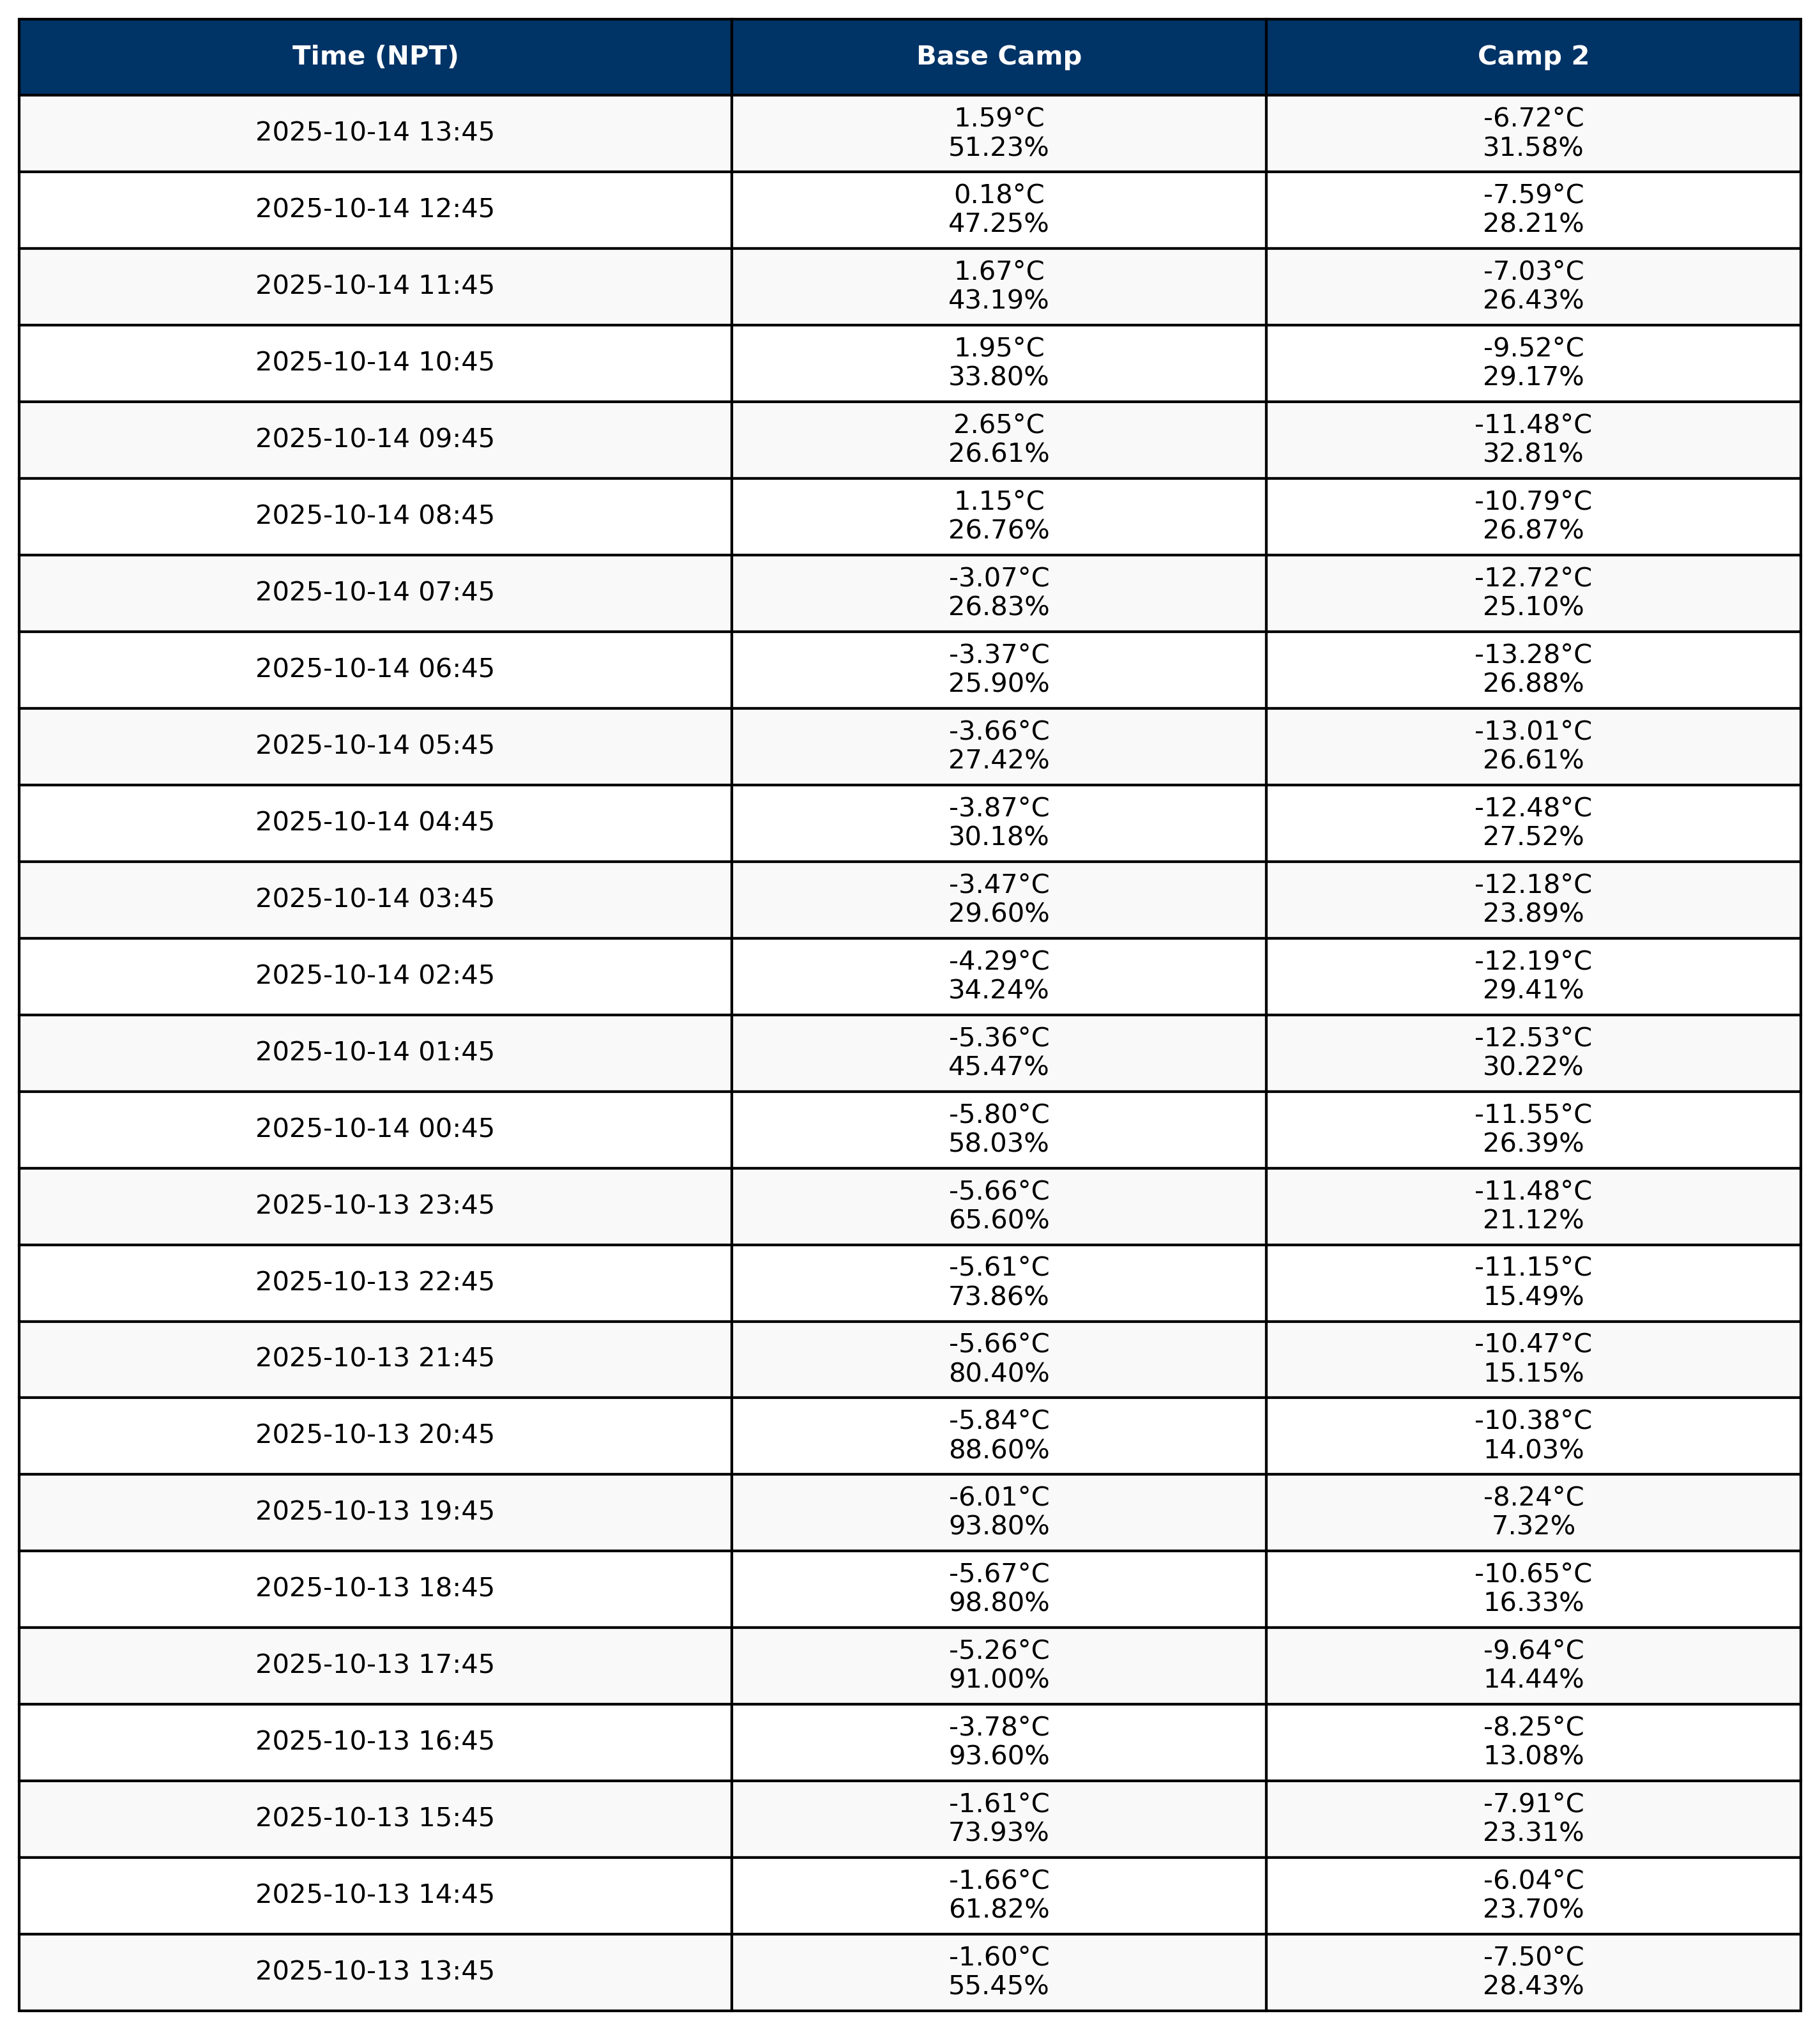 Time (NPT) Base Camp Camp 2
2025-10-14 13:45 1.59°C -6.72°C
51.23% 31.58%
2025-10-14 12:45 0.18°C -7.59°C
47.25% 28.21%
2025-10-14 11:45 1.67°C -7.03°C
43.19% 26.43%
2025-10-14 10:45 1.95°C -9.52°C
33.80% 29.17%
2025-10-14 09:45 2.65°C -11.48°C
26.61% 32.81%
2025-10-14 08:45 1.15°C -10.79°C
26.76% 26.87%
2025-10-14 07:45 -3.07°C -12.72°C
26.83% 25.10%
2025-10-14 06:45 -3.37°C -13.28°C
25.90% 26.88%
2025-10-14 05:45 -3.66°C -13.01°C
27.42% 26.61%
2025-10-14 04:45 -3.87°C -12.48°C
30.18% 27.52%
2025-10-14 03:45 -3.47°C -12.18°C
29.60% 23.89%
2025-10-14 02:45 -4.29°C -12.19°C
34.24% 29.41%
2025-10-14 01:45 -5.36°C -12.53°C
45.47% 30.22%
2025-10-14 00:45 -5.80°C -11.55°C
58.03% 26.39%
2025-10-13 23:45 -5.66°C -11.48°C
65.60% 21.12%
2025-10-13 22:45 -5.61°C -11.15°C
73.86% 15.49%
2025-10-13 21:45 -5.66°C -10.47°C
80.40% 15.15%
2025-10-13 20:45 -5.84°C -10.38°C
88.60% 14.03%
2025-10-13 19:45 -6.01°C -8.24°C
93.80% 7.32%
2025-10-13 18:45 -5.67°C -10.65°C
98.80% 16.33%
2025-10-13 17:45 -5.26°C -9.64°C
91.00% 14.44%
2025-10-13 16:45 -3.78°C -8.25°C
93.60% 13.08%
2025-10-13 15:45 -1.61°C -7.91°C
73.93% 23.31%
2025-10-13 14:45 -1.66°C -6.04°C
61.82% 23.70%
2025-10-13 13:45 -1.60°C -7.50°C
55.45% 28.43%